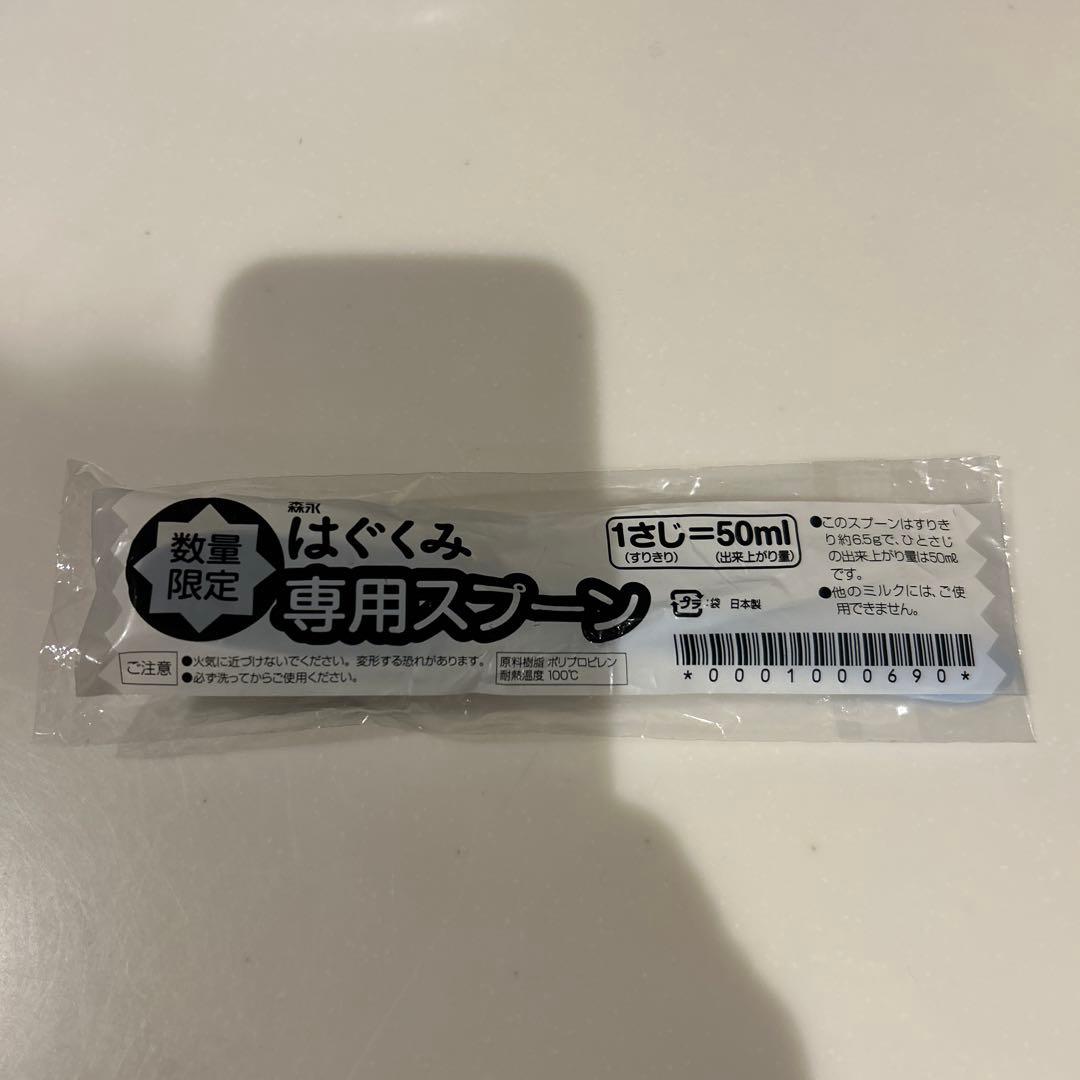 数量
限定
森永
はぐくみ
専用スプーン
1さじ=50ml
(すりきり) (出来上がり量)
プラ :袋 日本製
●このスプーンはすりき
り約6.5gで、ひとさじ
の出来上がり量は50mℓ
です。
●他のミルクには、ご使
用できません。
ご注意
●火気に近づけないでください。変形する恐れがあります。
●必ず洗ってからご使用ください。
原料樹脂 ポリプロピレン
耐熱温度 100℃
*0001000690*